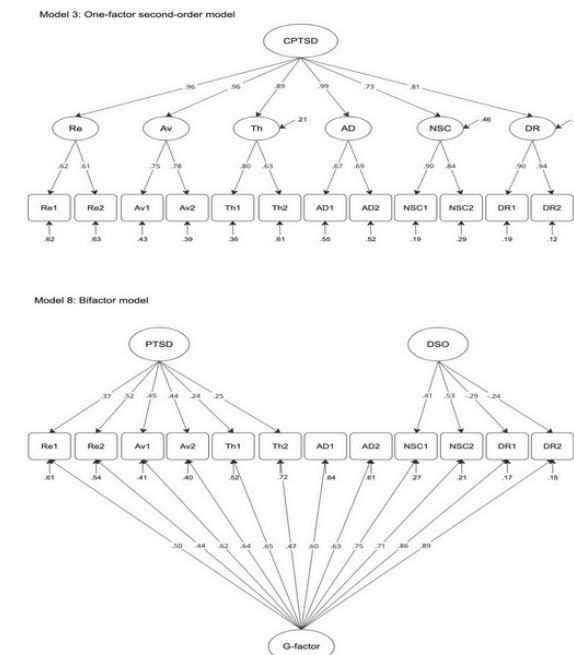 Model 3: One-factor second-order model
CPTSD
.96 .96 .89 .99 .73 .81
Re Av Th .21 AD NSC .46 DR
.62 .61 .75 .78 .80 .63 .67 .69 .90 .84 .90 .94
Re1 Re2 Av1 Av2 Th1 Th2 AD1 AD2 NSC1 NSC2 DR1 DR2
.62 .63 .43 .39 .36 .61 .55 .52 .19 .29 .19 .12
Model 8: Bifactor model
PTSD DSO
.37 .52 .45 .44 .24 .25 .41 .53 -.29 -.24
Re1 Re2 Av1 Av2 Th1 Th2 AD1 AD2 NSC1 NSC2 DR1 DR2
.61 .54 .41 .40 .52 .72 .64 .61 .27 .21 .17 .15
.50 .44 .62 .64 .65 .47 .60 .63 .75 .71 .86 .89
G-factor